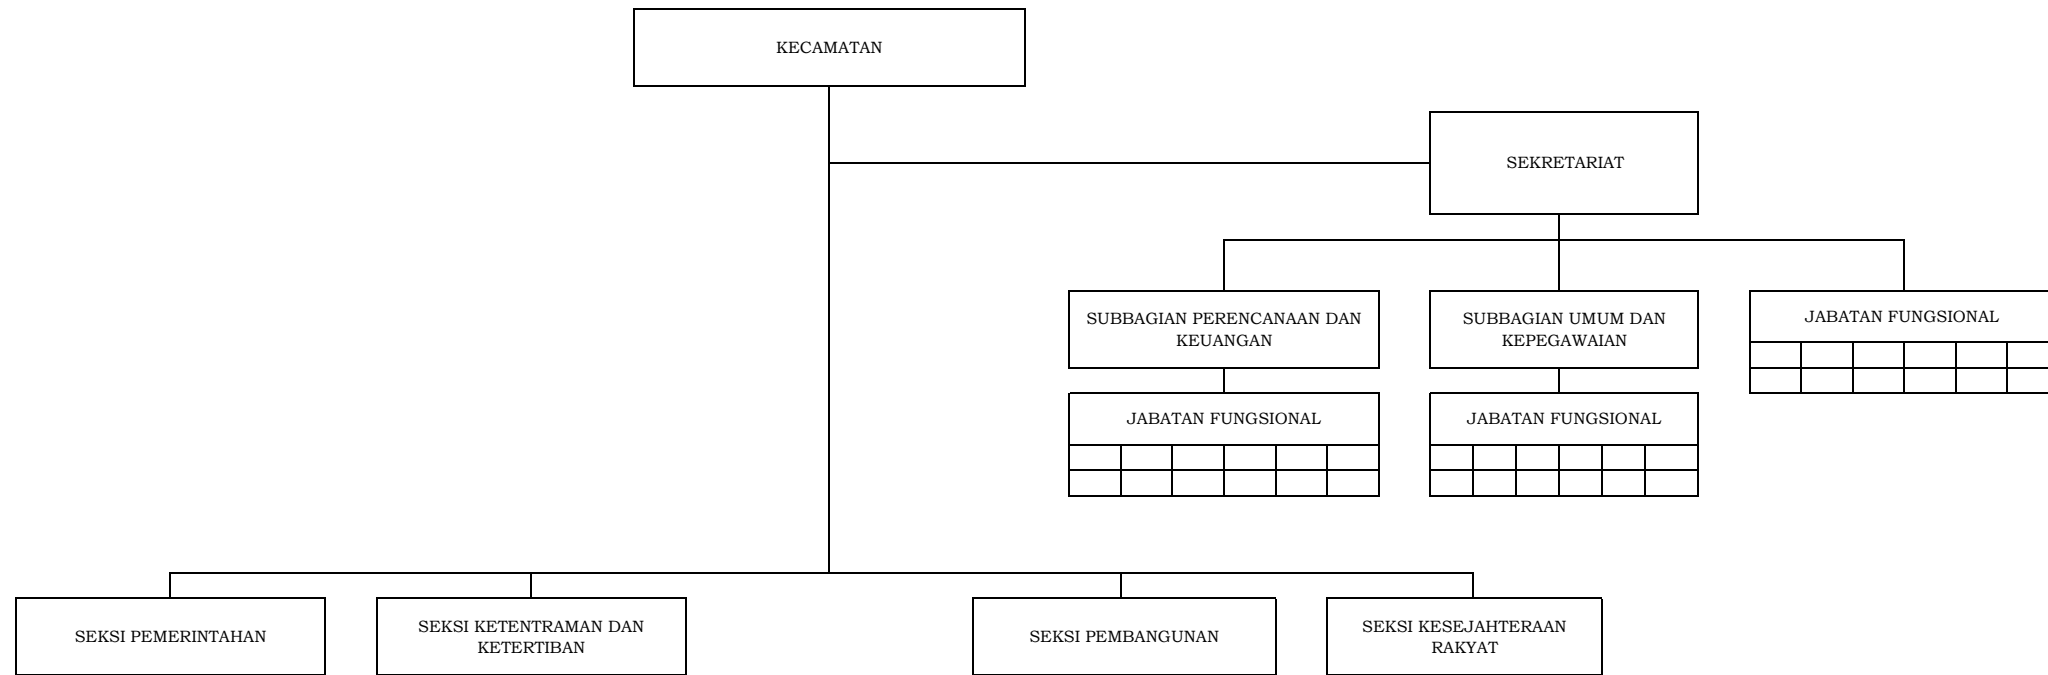 KECAMATAN
SEKRETARIAT
SUBBAGIAN PERENCANAAN DAN
KEUANGAN
SUBBAGIAN UMUM DAN
KEPEGAWAIAN
JABATAN FUNGSIONAL
JABATAN FUNGSIONAL
JABATAN FUNGSIONAL
SEKSI PEMERINTAHAN
SEKSI KETENTRAMAN DAN
KETERTIBAN
SEKSI PEMBANGUNAN
SEKSI KESEJAHTERAAN
RAKYAT